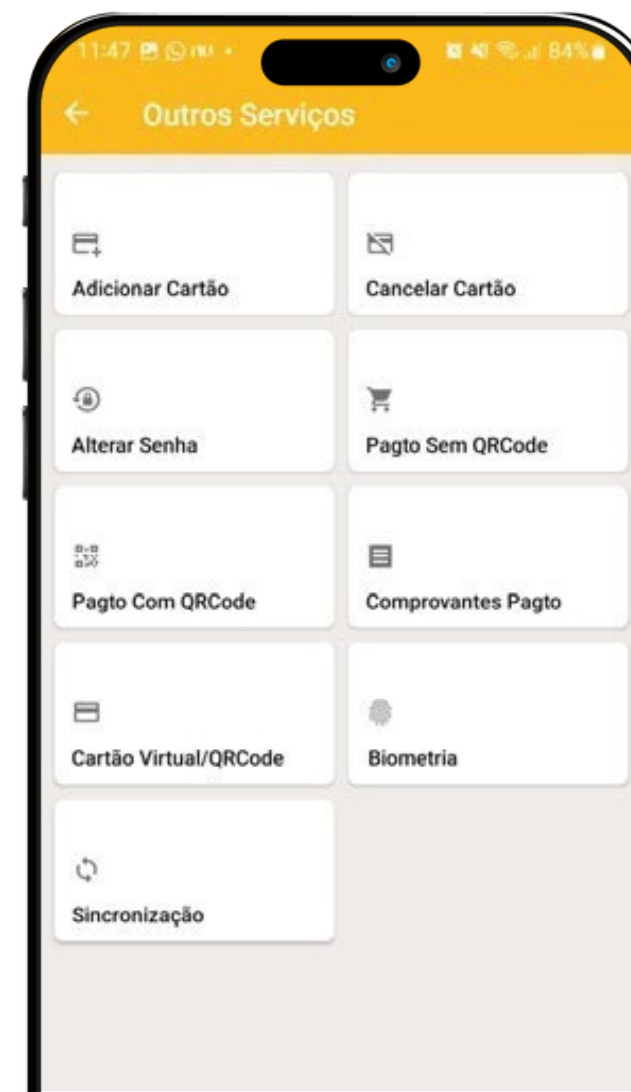 11:47 nu 84%
Outros Serviços
Adicionar Cartão
Cancelar Cartão
Alterar Senha
Pagto Sem QRCode
Pagto Com QRCode
Comprovantes Pagto
Cartão Virtual/QRCode
Biometria
Sincronização